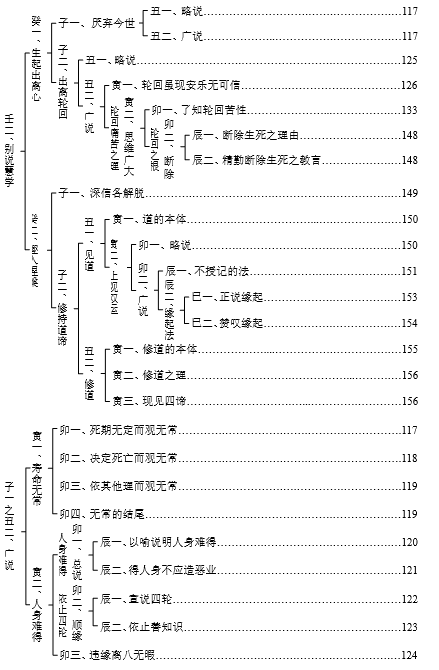 壬二、别说慧学
癸一、生起出离心
子一、厌弃今世
丑一、略说 117
丑二、广说 117
子二、出离轮回
丑一、略说 125
丑二、广说
寅一、轮回虽现安乐无可信 126
寅二、思维广大轮回痛苦之理
卯一、了知轮回苦性 133
卯二、断除轮回之根
辰一、断除生死之理由 148
辰二、精勤断除生死之教言 148
子一、深信各解脱 149
子二、修持道谛
丑一、见道
寅一、道的本体 150
寅二、上现双运
卯一、略说 150
卯二、广说
辰一、不授记的法 151
辰二、缘起法
巳一、正说缘起 153
巳二、赞叹缘起 154
丑二、修道
寅一、修道的本体 155
寅二、修道之理 156
寅三、现见四谛 156
子一之丑二、广说
寅一、寿命无常
卯一、死期无定而观无常 117
卯二、决定死亡而观无常 118
卯三、依其他理而观无常 119
卯四、无常的结尾 119
寅二、人身难得
卯一、总说人身难得
辰一、以喻说明人身难得 120
辰二、得人身不应造恶业 121
卯二、顺缘依止四轮
辰一、宣说四轮 122
辰二、依止善知识 123
卯三、违缘离八无暇 124